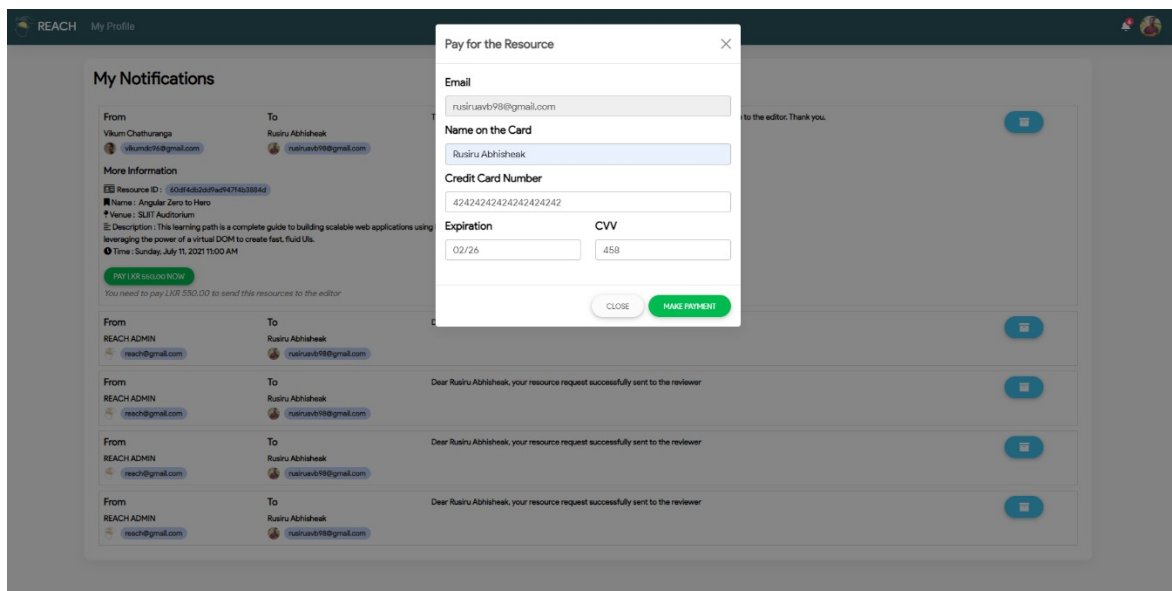 REACH My Profile
My Notifications
From To to the editor. Thank you.
Vikum Chathuranga Rusiru Abhisheak
vikumdc96@gmail.com rusiruavb98@gmail.com
More Information
Resource ID : 60df4db2dd9ad947f4b3884d
Name : Angular Zero to Hero
Venue : SLIIT Auditorium
Description : This learning path is a complete guide to building scalable web applications using
leveraging the power of a virtual DOM to create fast, fluid UIs.
Time : Sunday, July 11, 2021 11:00 AM
PAY LKR 550.00 NOW
You need to pay LKR 550.00 to send this resources to the editor
Pay for the Resource
Email
rusiruavb98@gmail.com
Name on the Card
Rusiru Abhisheak
Credit Card Number
42424242424242424242
Expiration CVV
02/26 458
CLOSE MAKE PAYMENT
From To
REACH ADMIN Rusiru Abhisheak
reach@gmail.com rusiruavb98@gmail.com
From To Dear Rusiru Abhisheak, your resource request successfully sent to the reviewer
REACH ADMIN Rusiru Abhisheak
reach@gmail.com rusiruavb98@gmail.com
From To Dear Rusiru Abhisheak, your resource request successfully sent to the reviewer
REACH ADMIN Rusiru Abhisheak
reach@gmail.com rusiruavb98@gmail.com
From To Dear Rusiru Abhisheak, your resource request successfully sent to the reviewer
REACH ADMIN Rusiru Abhisheak
reach@gmail.com rusiruavb98@gmail.com